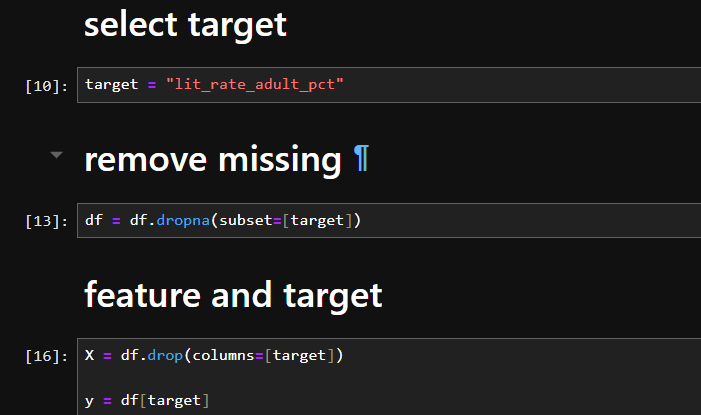 select target
[10]: target = "lit_rate_adult_pct"
remove missing ¶
[13]: df = df.dropna(subset=[target])
feature and target
[16]: X = df.drop(columns=[target])
y = df[target]